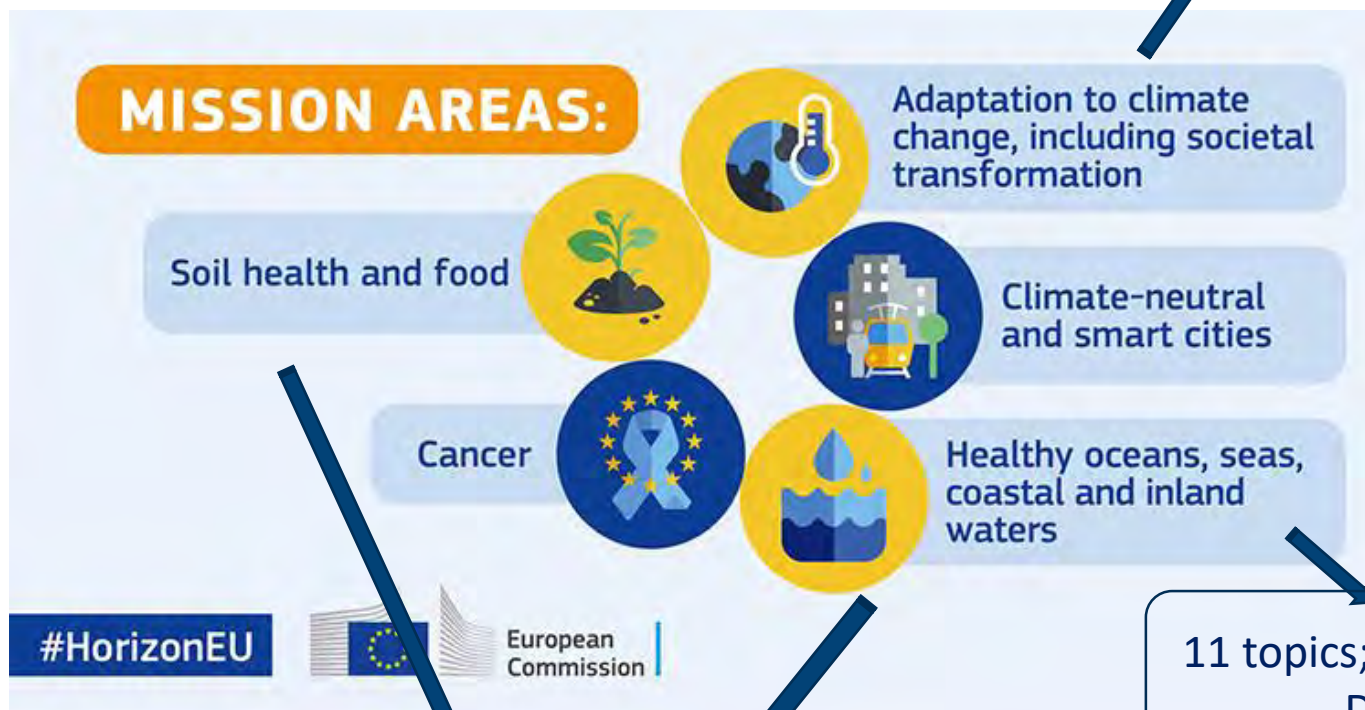 MISSION AREAS:
Adaptation to climate
change, including societal
transformation
Soil health and food
Climate-neutral
and smart cities
Cancer
Healthy oceans, seas,
coastal and inland
waters
#HorizonEU
European
Commission
11 topics;